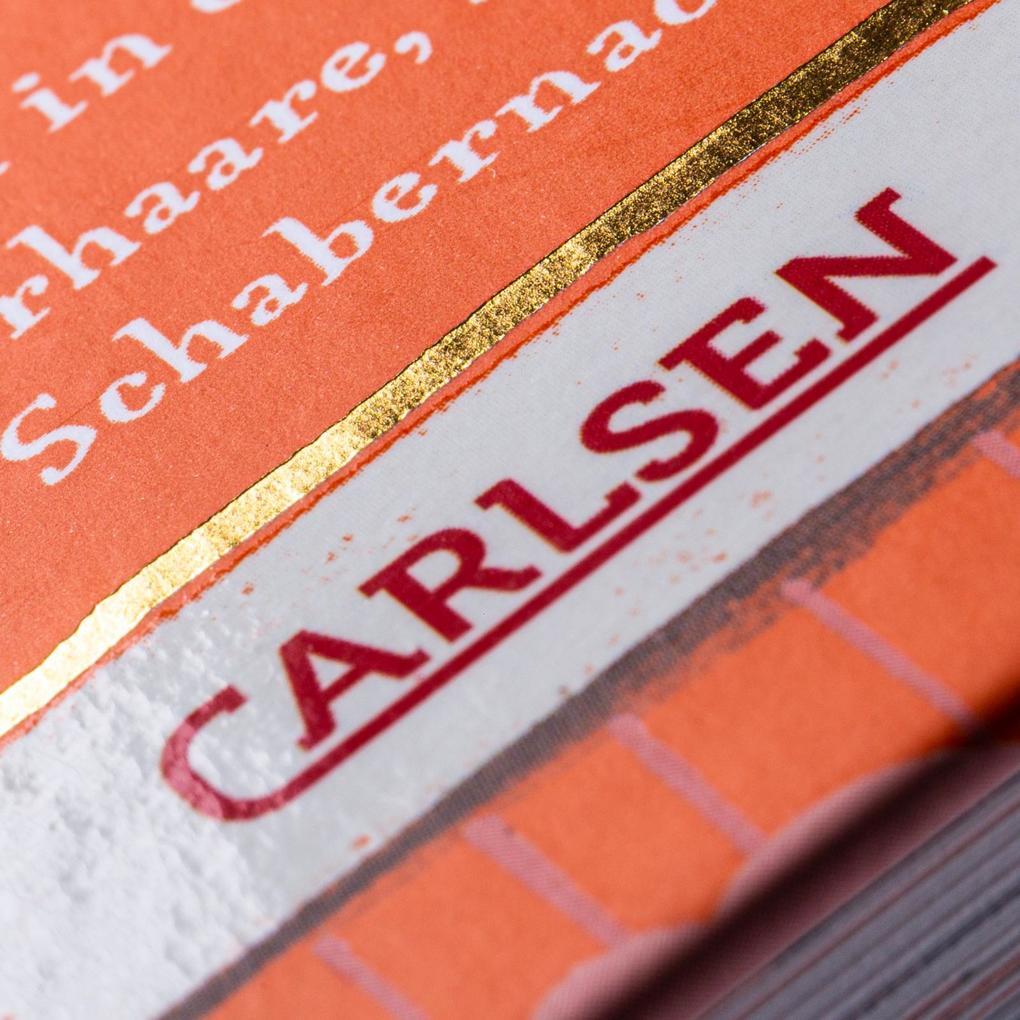 in
rhaare,
Schabernac
CARLSEN